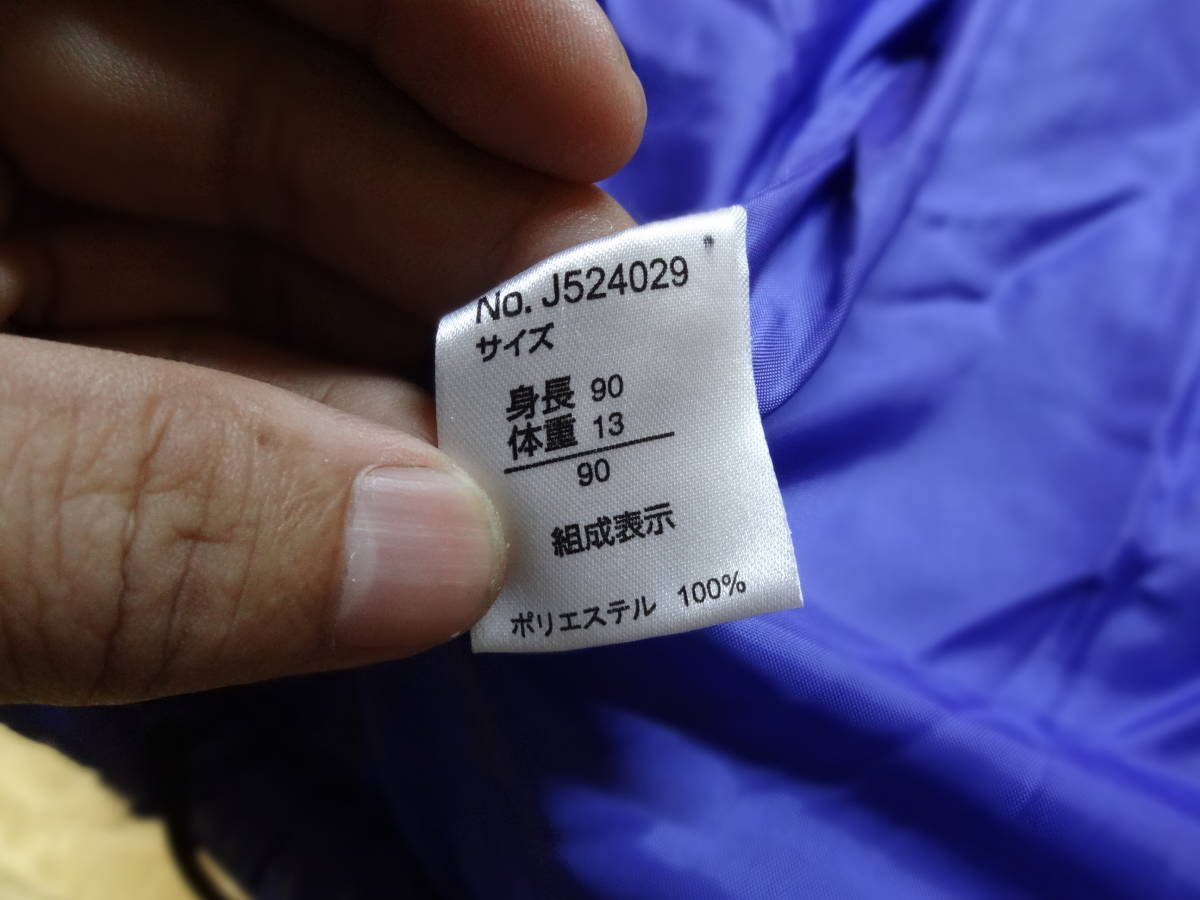 No. J524029
サイズ
身長 90
体重 13
90
組成表示
ポリエステル 100%